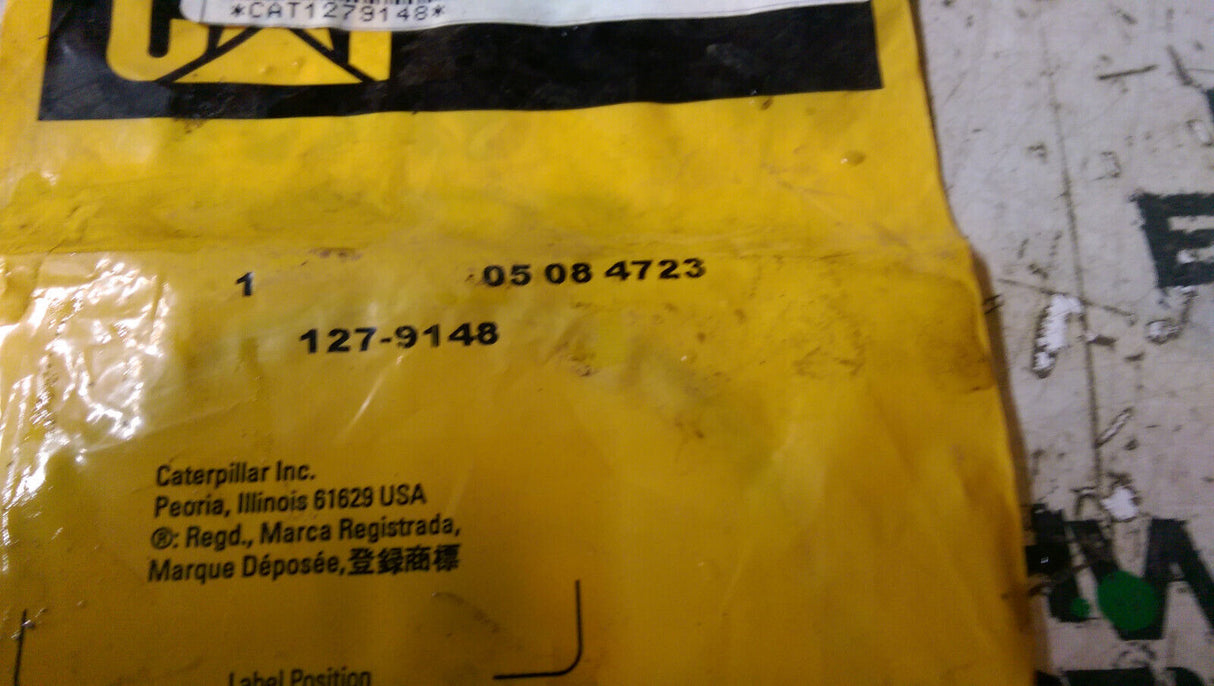 *CAT1279148*
CAT
1 05 08 4723
127-9148
Caterpillar Inc.
Peoria, Illinois 61629 USA
®: Regd., Marca Registrada,
Marque Déposée,登録商標
Label Position
E